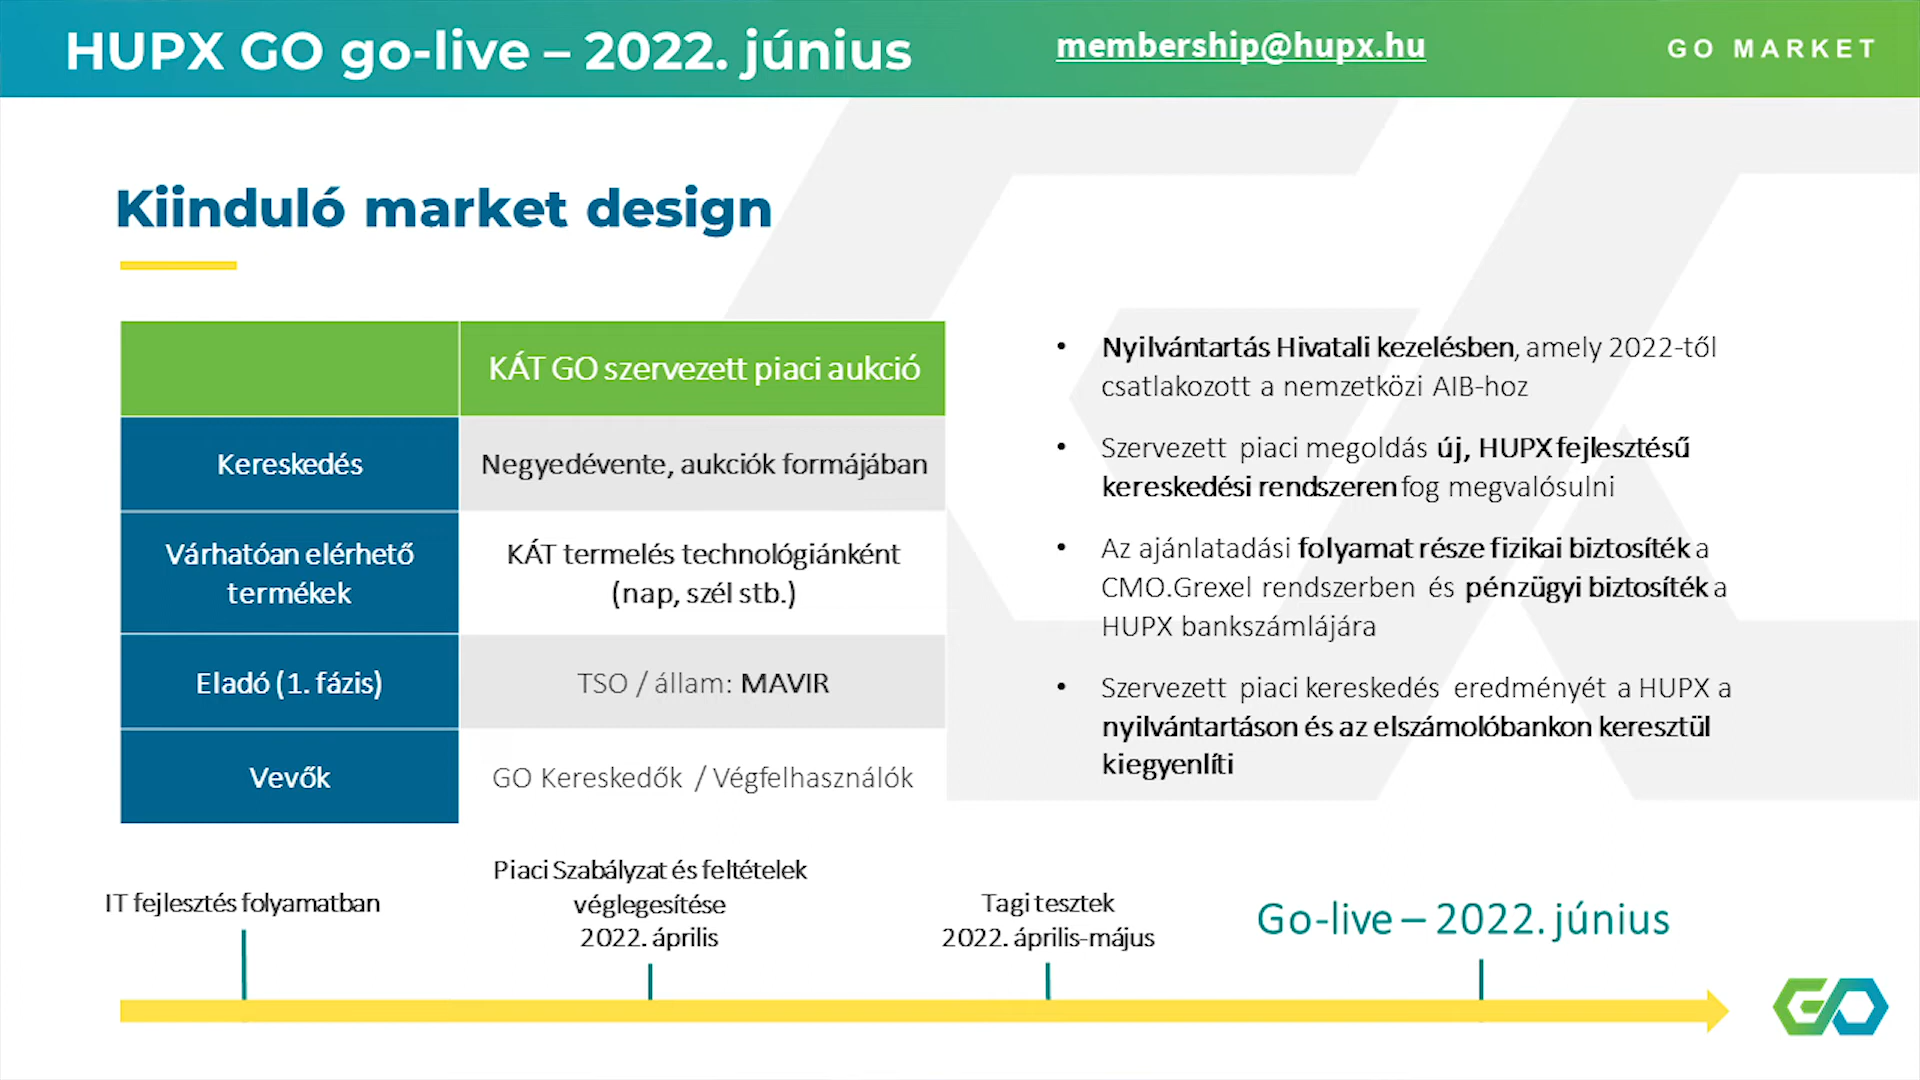 HUPX GO go-live – 2022. június
membership@hupx.hu
GO MARKET
Kiinduló market design
KÁT GO szervezett piaci aukció
Kereskedés
Negyedévente, aukciók formájában
Várhatóan elérhető
termékek
KÁT termelés technológiánként
(nap, szél stb.)
Eladó (1. fázis)
TSO / állam: MAVIR
Vevők
GO Kereskedők / Végfelhasználók
• Nyilvántartás Hivatali kezelésben, amely 2022-től
csatlakozott a nemzetközi AIB-hoz
• Szervezett piaci megoldás új, HUPX fejlesztésű
kereskedési rendszeren fog megvalósulni
• Az ajánlatadási folyamat része fizikai biztosíték a
CMO.Grexel rendszerben és pénzügyi biztosíték a
HUPX bankszámlájára
• Szervezett piaci kereskedés eredményét a HUPX a
nyilvántartáson és az elszámolóbankon keresztül
kiegyenlíti
IT fejlesztés folyamatban
Piaci Szabályzat és feltételek
véglegesítése
2022. április
Tagi tesztek
2022. április-május
Go-live – 2022. június
GO